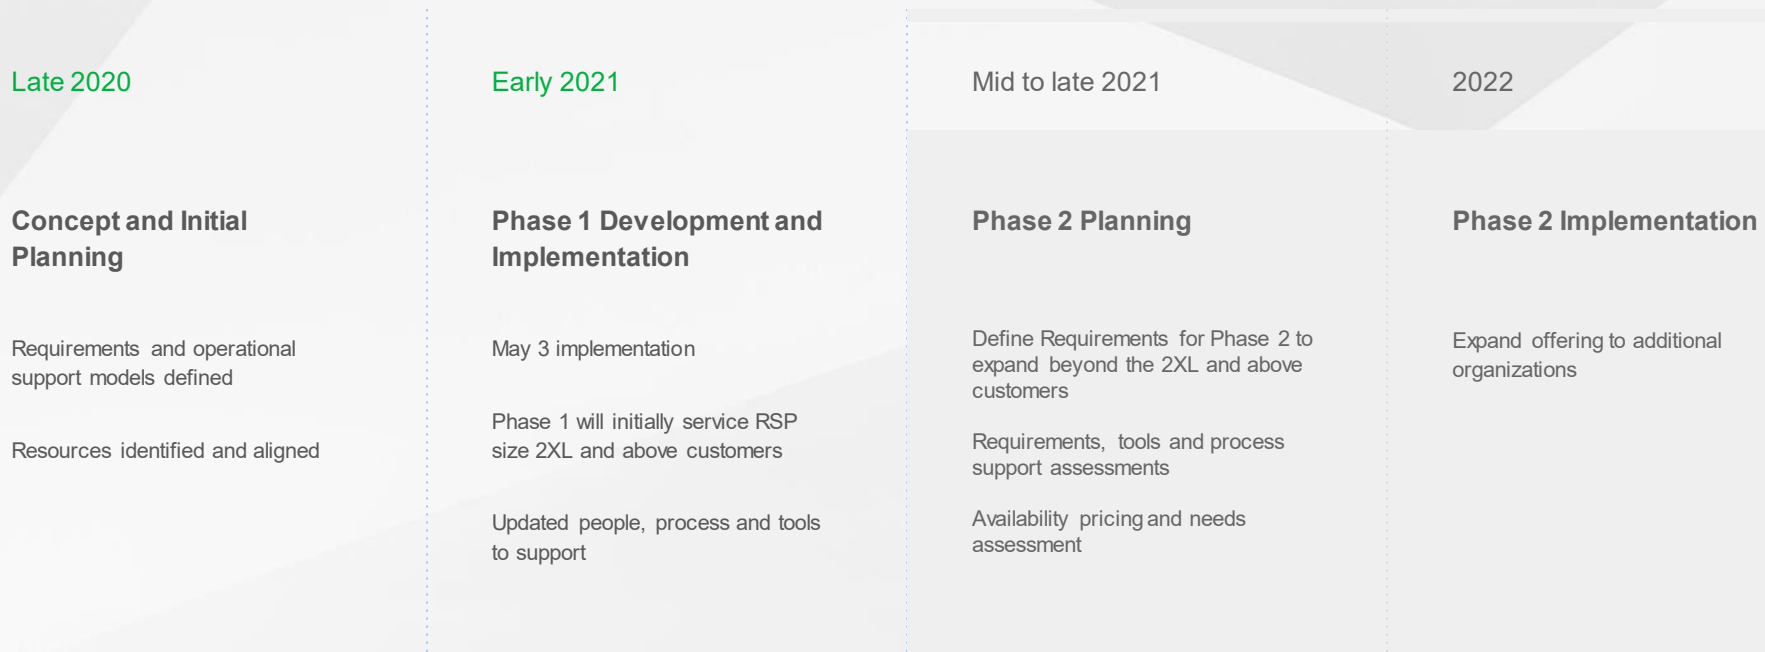 Late 2020
Concept and Initial
Planning
Requirements and operational
support models defined
Resources identified and aligned
Early 2021
Phase 1 Development and
Implementation
May 3 implementation
Phase 1 will initially service RSP
size 2XL and above customers
Updated people, process and tools
to support
Mid to late 2021
Phase 2 Planning
Define Requirements for Phase 2 to
expand beyond the 2XL and above
customers
Requirements, tools and process
support assessments
Availability pricing and needs
assessment
2022
Phase 2 Implementation
Expand offering to additional
organizations